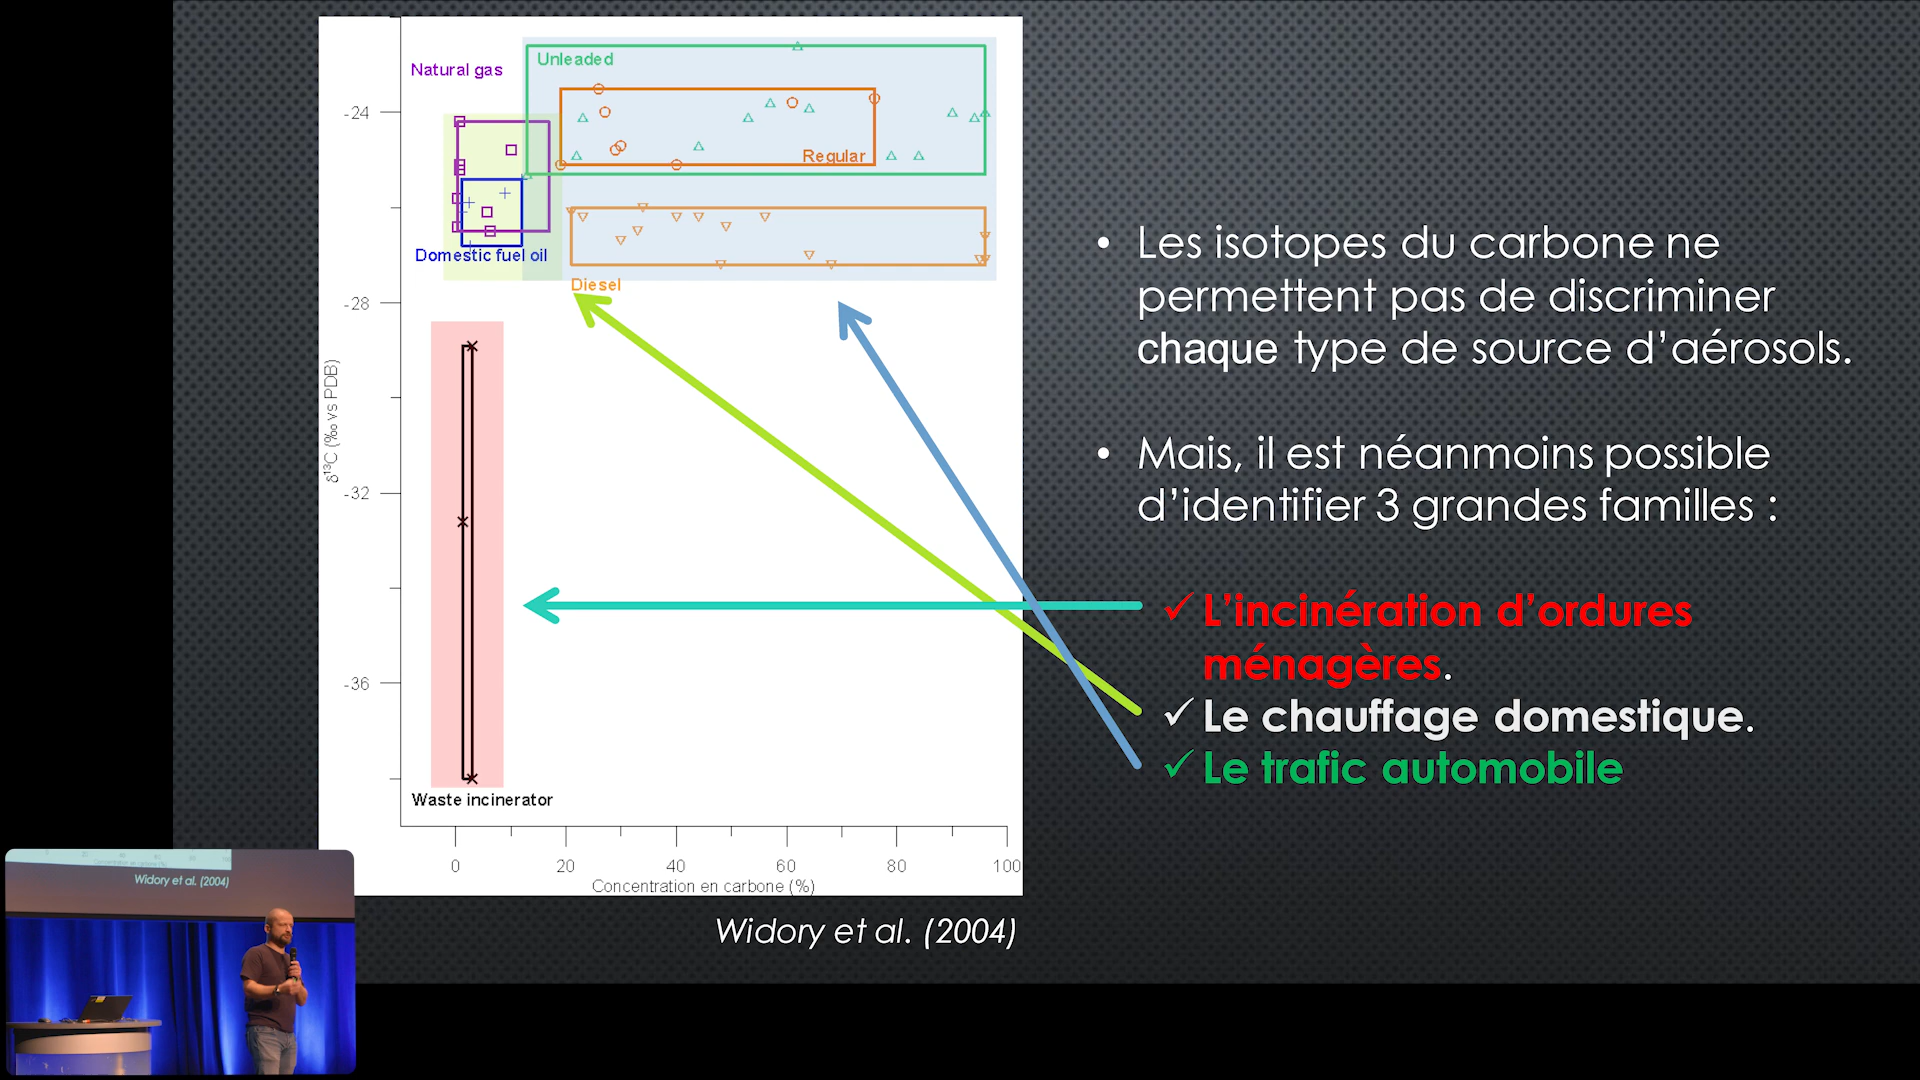 Natural gas
Unleaded
Regular
Domestic fuel oil
Diesel
Waste incinerator
-24
-28
-32
-36
δ¹³C (‰ vs PDB)
0 20 40 60 80 100
Concentration en carbone (%)
Widory et al. (2004)
• Les isotopes du carbone ne
permettent pas de discriminer
chaque type de source d'aérosols.
• Mais, il est néanmoins possible
d'identifier 3 grandes familles :
✓ L'incinération d'ordures
ménagères.
✓ Le chauffage domestique.
✓ Le trafic automobile
Widory et al. (2004)